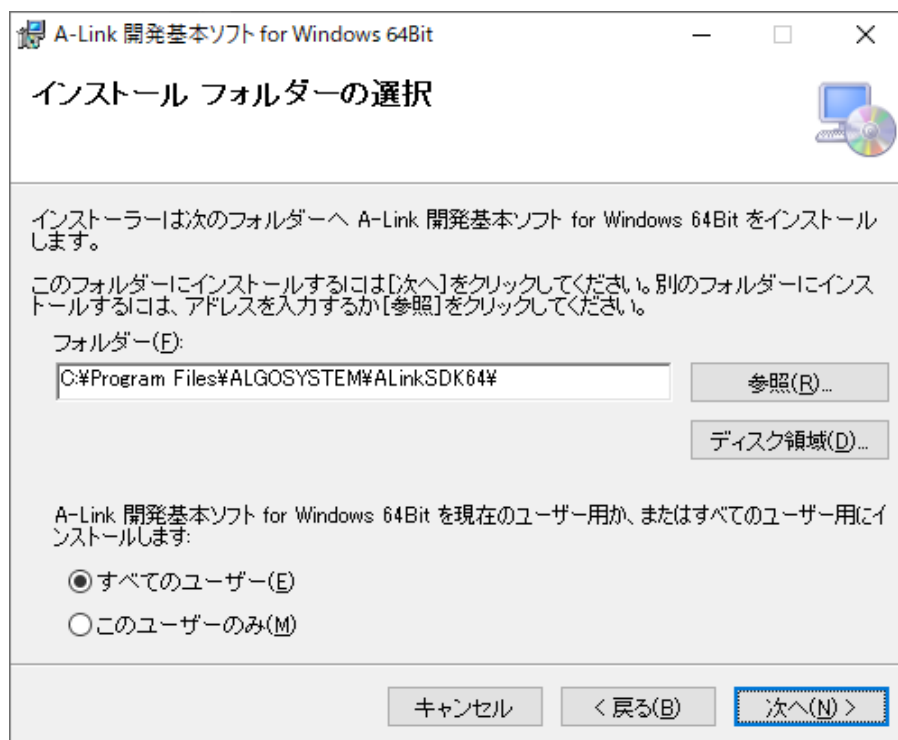 A-Link 開発基本ソフト for Windows 64Bit
インストール フォルダーの選択
インストーラーは次のフォルダーへ A-Link 開発基本ソフト for Windows 64Bit をインストール
します。
このフォルダーにインストールするには[次へ]をクリックしてください。別のフォルダーにインス
トールするには、アドレスを入力するか[参照]をクリックしてください。
フォルダー(F):
C:¥Program Files¥ALGOSYSTEM¥ALinkSDK64¥
参照(R)...
ディスク領域(D)...
A-Link 開発基本ソフト for Windows 64Bit を現在のユーザー用か、またはすべてのユーザー用にイ
ンストールします:
すべてのユーザー(E)
このユーザーのみ(M)
キャンセル
< 戻る(B)
次へ(N) >